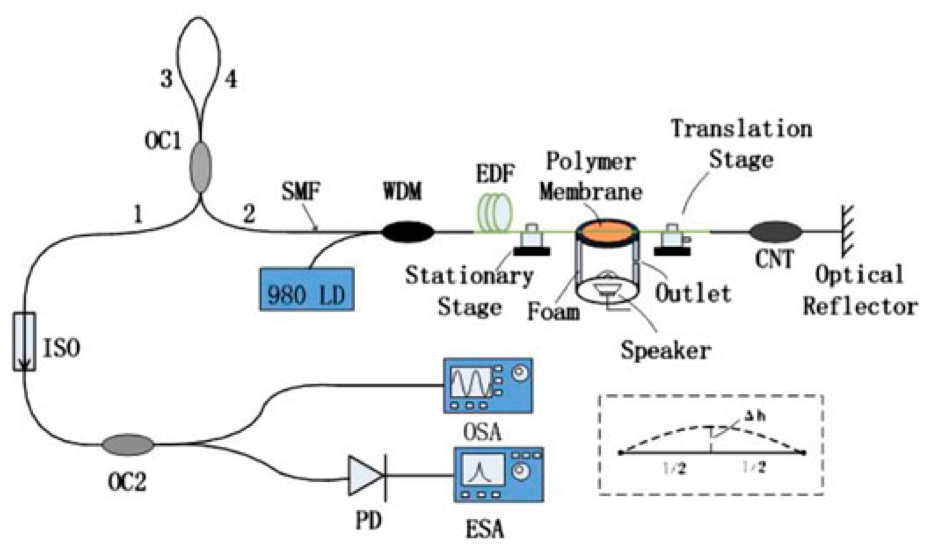 3
4
OC1
1
2
SMF
WDM
980 LD
EDF
Polymer
Membrane
Translation
Stage
Stationary
Stage
Foam
Outlet
Speaker
CNT
Optical
Reflector
ISO
OC2
OSA
PD
ESA
Δh
l/2
l/2